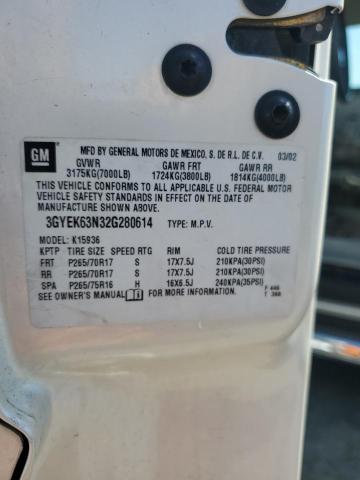 GM
MFD BY GENERAL MOTORS DE MEXICO, S. DE R.L. DE C.V. 03/02
GVWR GAWR FRT GAWR RR
3175KG(7000LB) 1724KG(3800LB) 1814KG(4000LB)
THIS VEHICLE CONFORMS TO ALL APPLICABLE U.S. FEDERAL MOTOR
VEHICLE SAFETY STANDARDS IN EFFECT ON THE DATE OF
MANUFACTURE SHOWN ABOVE.
3GYEK63N32G280614 TYPE: M.P.V.
MODEL: K15936
KPTP TIRE SIZE SPEED RTG RIM COLD TIRE PRESSURE
FRT P265/70R17 S 17X7.5J 210KPA(30PSI)
RR P265/70R17 S 17X7.5J 210KPA(30PSI)
SPA P265/75R16 H 16X6.5J 240KPA(35PSI)
SEE OWNER'S MANUAL FOR MORE INFORMATION.